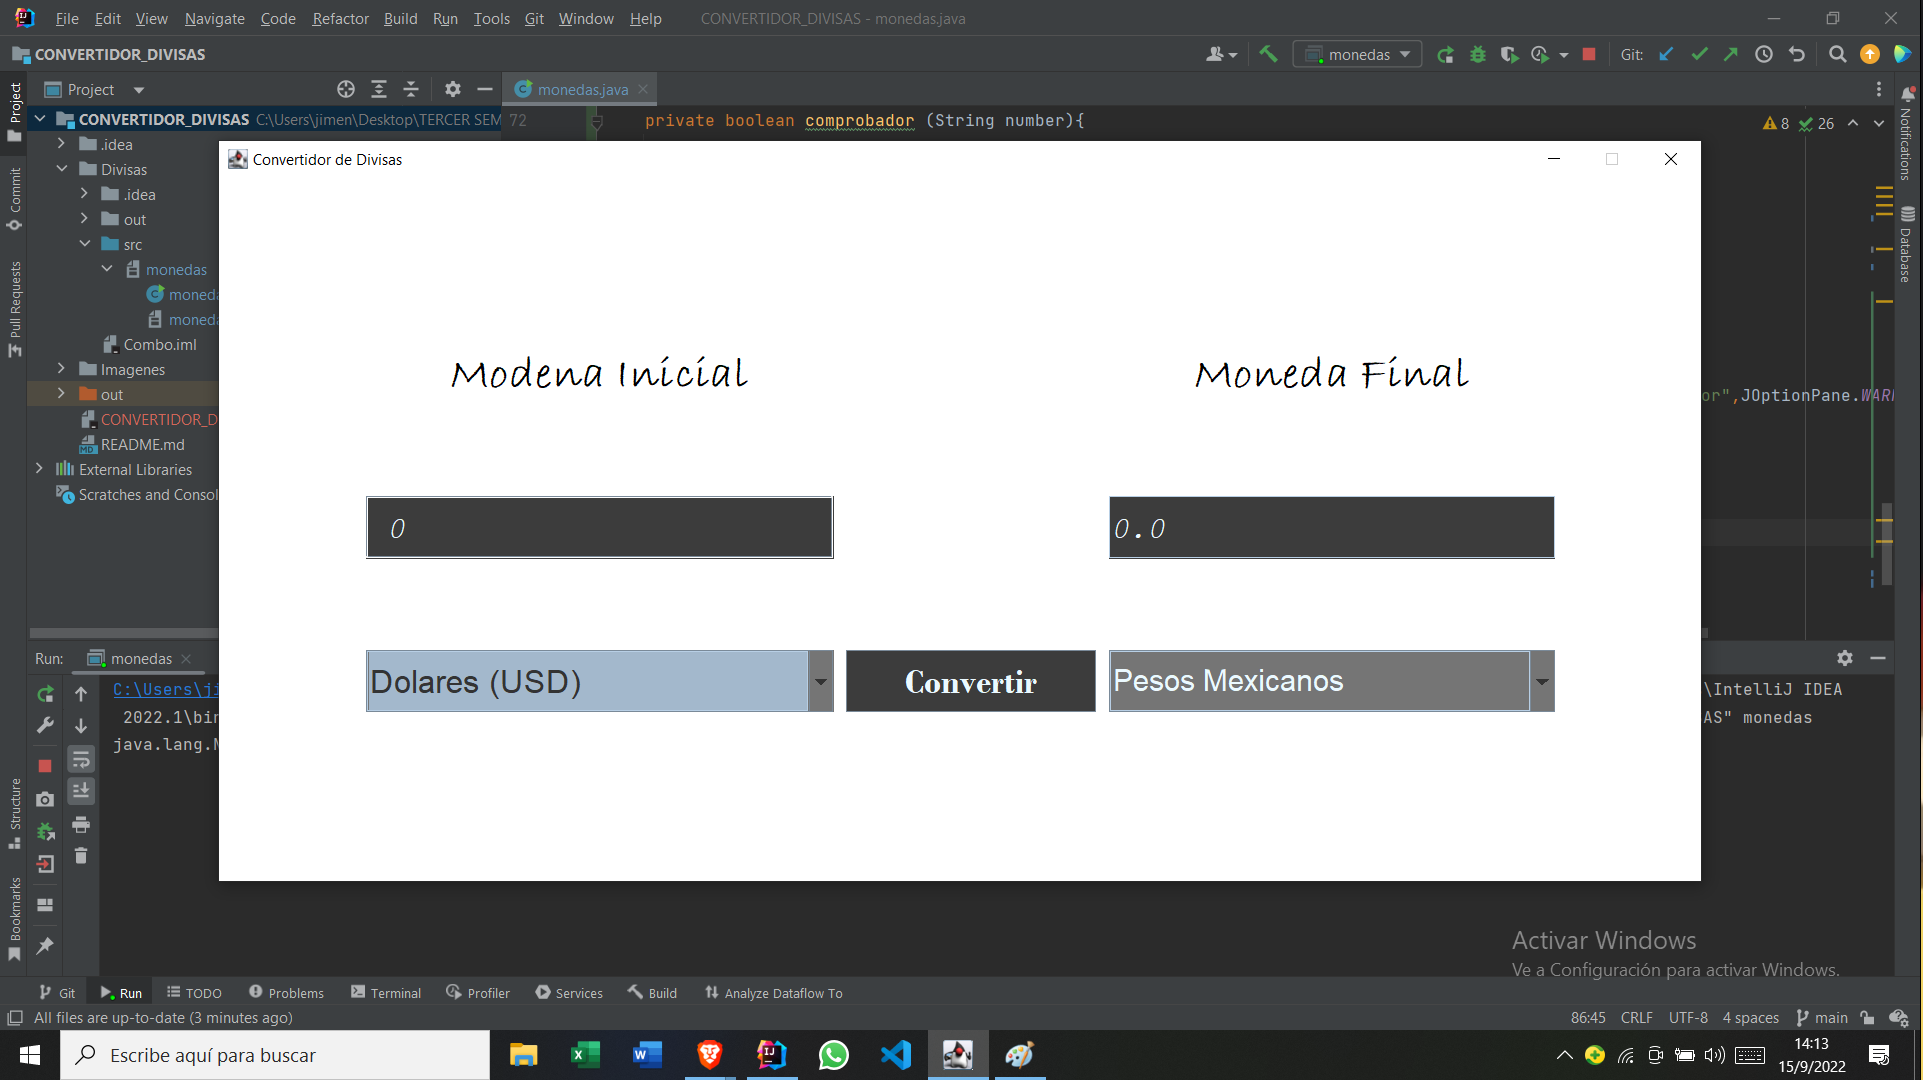 File Edit View Navigate Code Refactor Build Run Tools Git Window Help CONVERTIDOR_DIVISAS - monedas.java
CONVERTIDOR_DIVISAS
monedas
Git:
Project
monedas.java
CONVERTIDOR_DIVISAS C:\Users\jimen\Desktop\TERCER SEM
72 private boolean comprobador (String number){
8 26
.idea
Divisas
.idea
out
src
monedas
moneda
moneda
Combo.iml
Imagenes
out
CONVERTIDOR_D
README.md
External Libraries
Scratches and Consol
or",JOptionPane.WARN
Convertidor de Divisas
Modena Inicial
Moneda Final
0
0.0
Dolares (USD)
Convertir
Pesos Mexicanos
Run: monedas
C:\Users\ji
\IntelliJ IDEA
2022.1\bin
AS" monedas
java.lang.N
Project
Commit
Pull Requests
Structure
Bookmarks
Notifications
Database
Activar Windows
Ve a Configuración para activar Windows.
Git Run TODO Problems Terminal Profiler Services Build Analyze Dataflow To
All files are up-to-date (3 minutes ago)
86:45 CRLF UTF-8 4 spaces main
Escribe aquí para buscar
14:13
15/9/2022